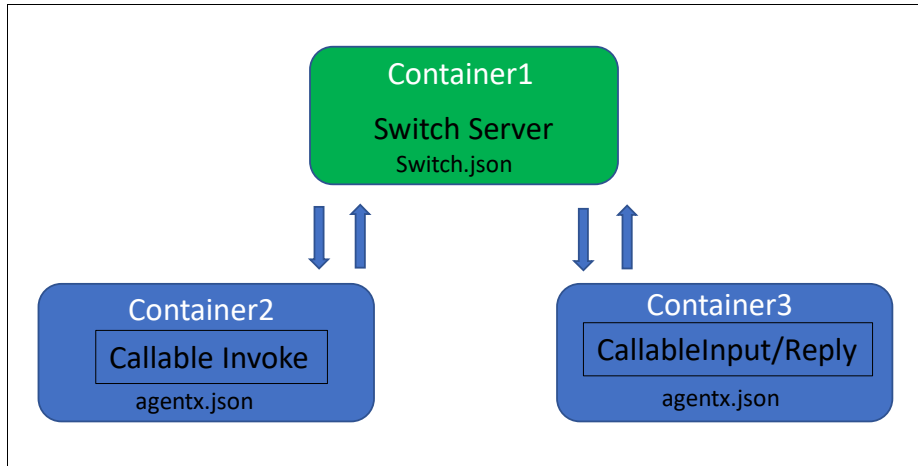 Container1
Switch Server
Switch.json
Container2
Callable Invoke
agentx.json
Container3
CallableInput/Reply
agentx.json